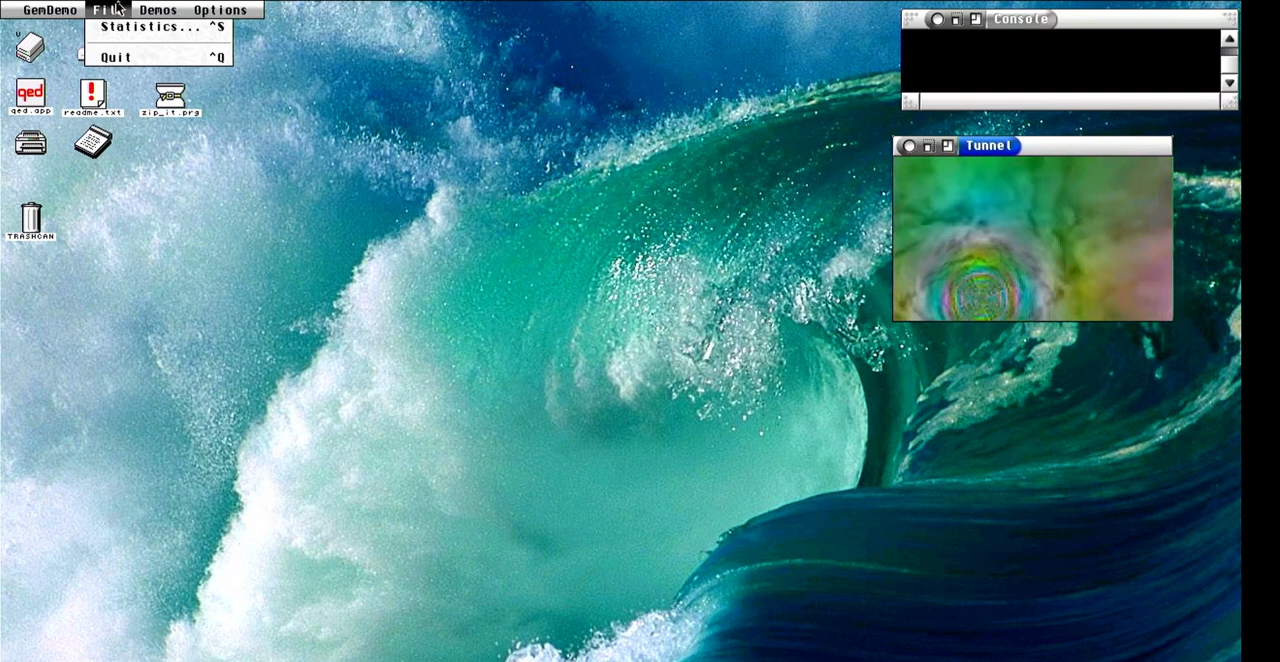 GemDemo File Demos Options
Statistics... ^S
Quit ^Q
U
qed
qed.app
readme.txt
zip_it.prg
TRASHCAN
Console
Tunnel